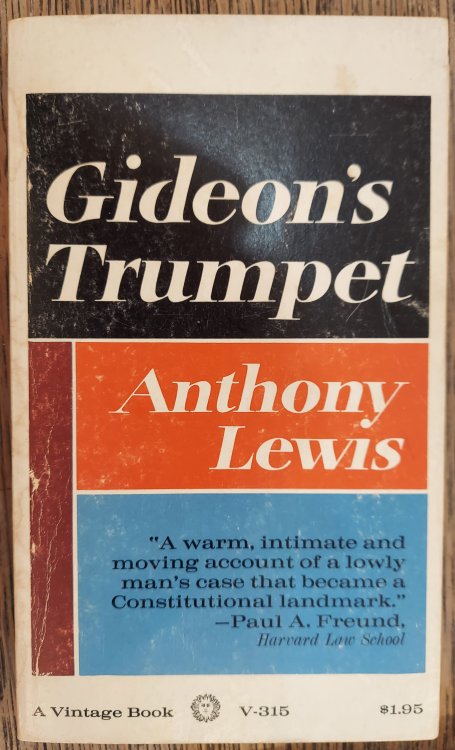 Gideon's
Trumpet
Anthony
Lewis
"A warm, intimate and
moving account of a lowly
man's case that became a
Constitutional landmark."
—Paul A. Freund,
Harvard Law School
A Vintage Book V-315 $1.95